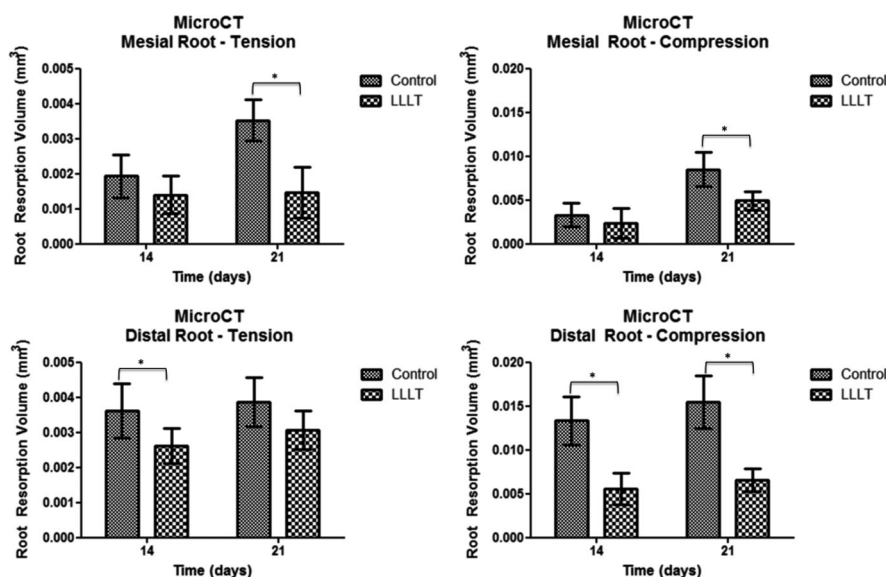 MicroCT
Mesial Root - Tension
Root Resorption Volume (mm³)
0.005
0.004
0.003
0.002
0.001
0.000
*
Control
LLLT
14
21
Time (days)
MicroCT
Mesial Root - Compression
Root Resorption Volume (mm³)
0.020
0.015
0.010
0.005
0.000
*
Control
LLLT
14
21
Time (days)
MicroCT
Distal Root - Tension
Root Resorption Volume (mm³)
0.005
0.004
0.003
0.002
0.001
0.000
*
Control
LLLT
14
21
Time (days)
MicroCT
Distal Root - Compression
Root Resorption Volume (mm³)
0.020
0.015
0.010
0.005
0.000
*
*
Control
LLLT
14
21
Time (days)